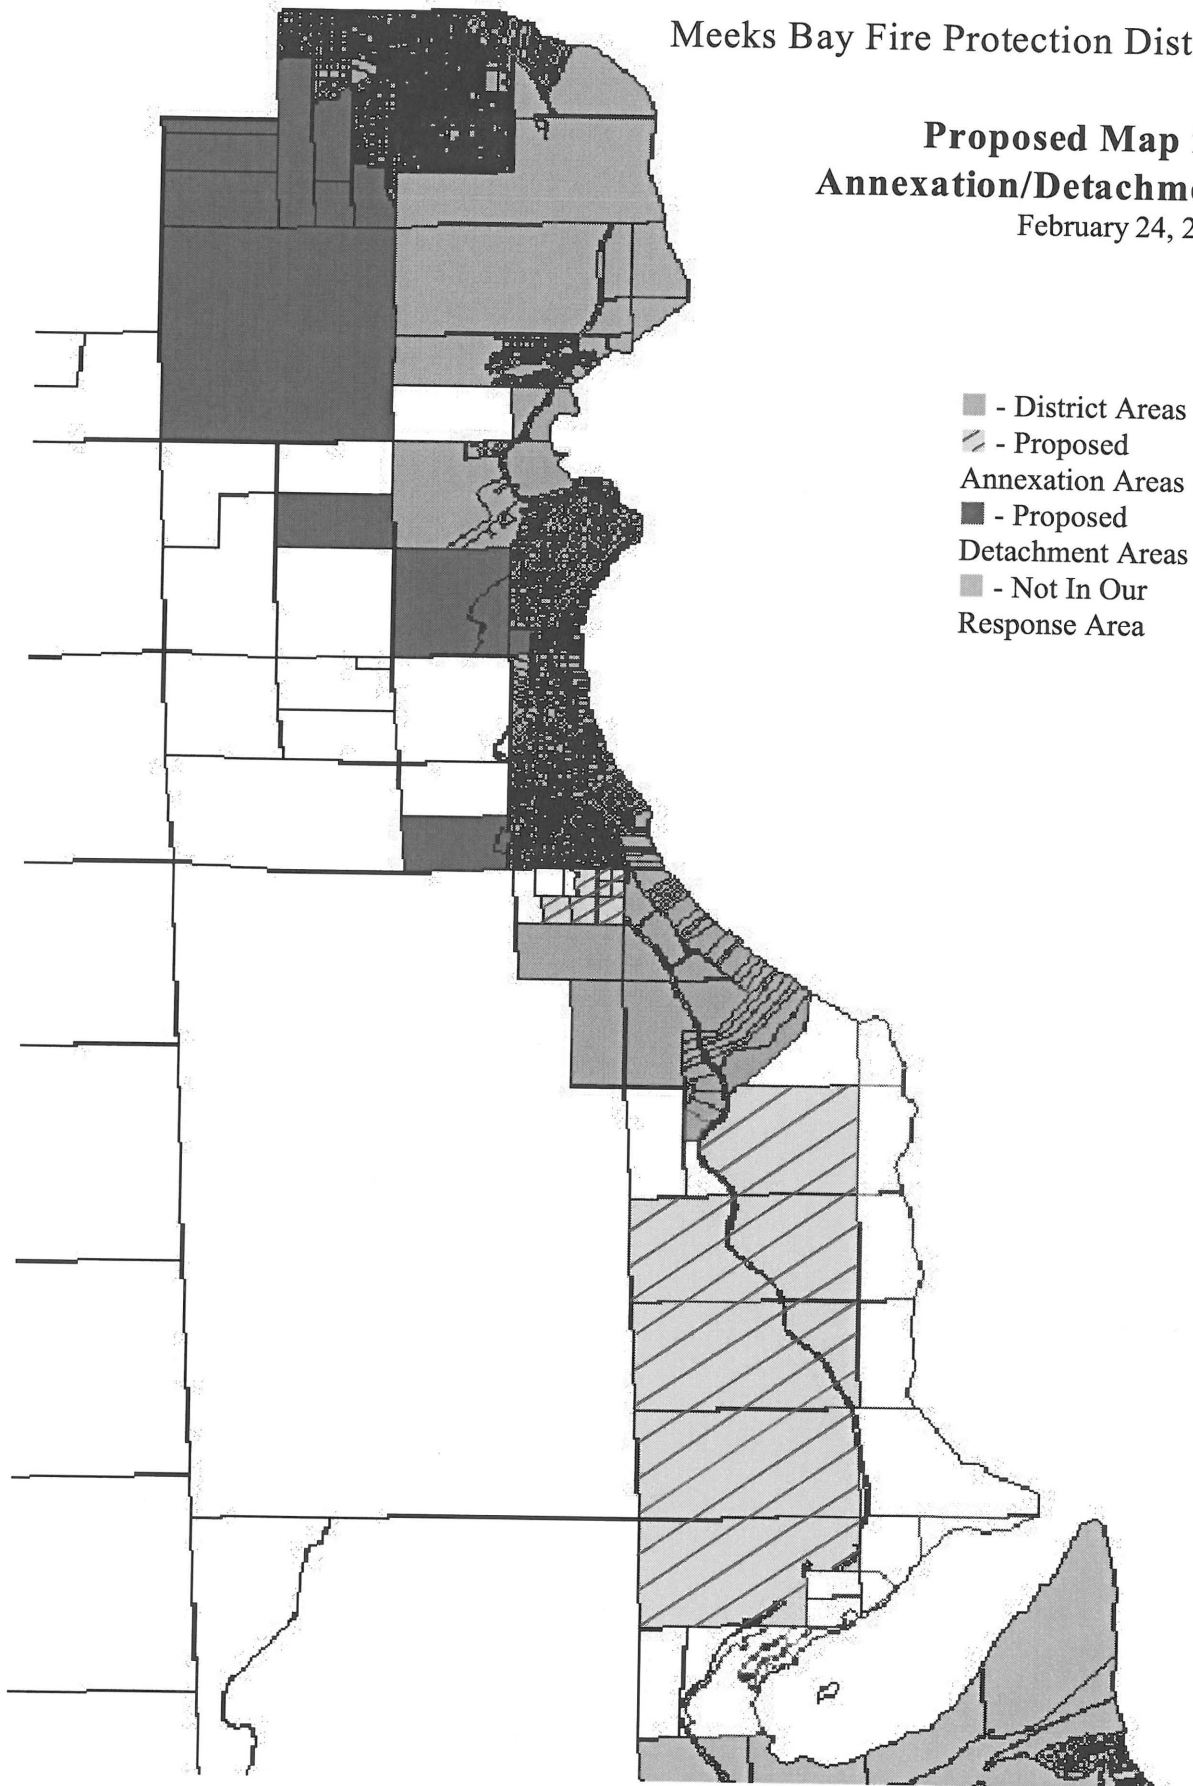 Meeks Bay Fire Protection Dist
Proposed Map
Annexation/Detachm
February 24, 2
- District Areas
- Proposed
Annexation Areas
- Proposed
Detachment Areas
- Not In Our
Response Area